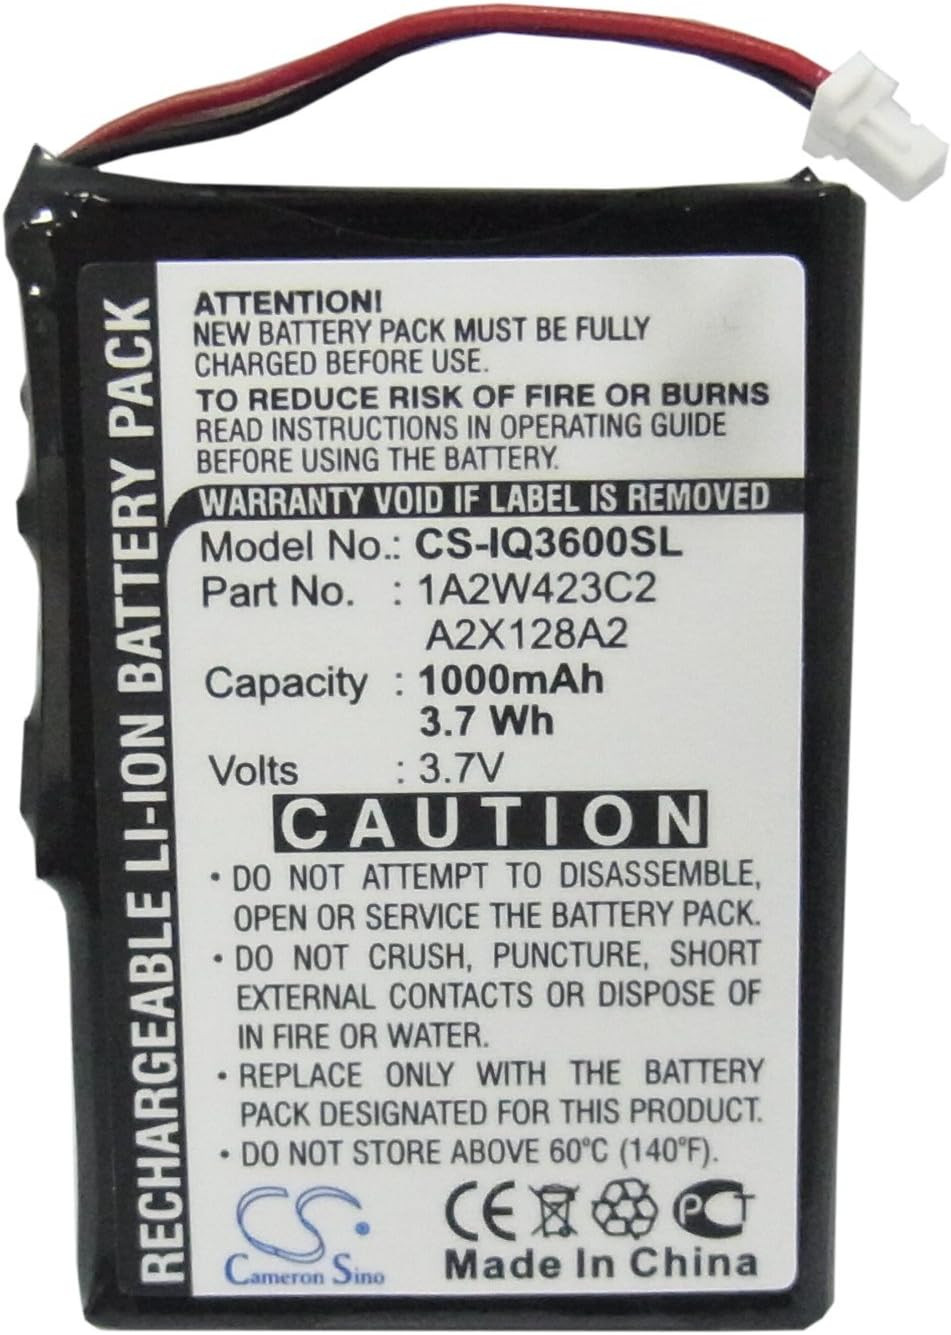 RECHARGEABLE LI-ION BATTERY PACK
ATTENTION!
NEW BATTERY PACK MUST BE FULLY
CHARGED BEFORE USE.
TO REDUCE RISK OF FIRE OR BURNS
READ INSTRUCTIONS IN OPERATING GUIDE
BEFORE USING THE BATTERY.
WARRANTY VOID IF LABEL IS REMOVED
Model No.: CS-IQ3600SL
Part No. : 1A2W423C2
A2X128A2
Capacity : 1000mAh
3.7 Wh
Volts : 3.7V
CAUTION
• DO NOT ATTEMPT TO DISASSEMBLE,
OPEN OR SERVICE THE BATTERY PACK.
• DO NOT CRUSH, PUNCTURE, SHORT
EXTERNAL CONTACTS OR DISPOSE OF
IN FIRE OR WATER.
• REPLACE ONLY WITH THE BATTERY
PACK DESIGNATED FOR THIS PRODUCT.
• DO NOT STORE ABOVE 60°C (140°F).
CS
Cameron Sino
CE PCT
Made In China